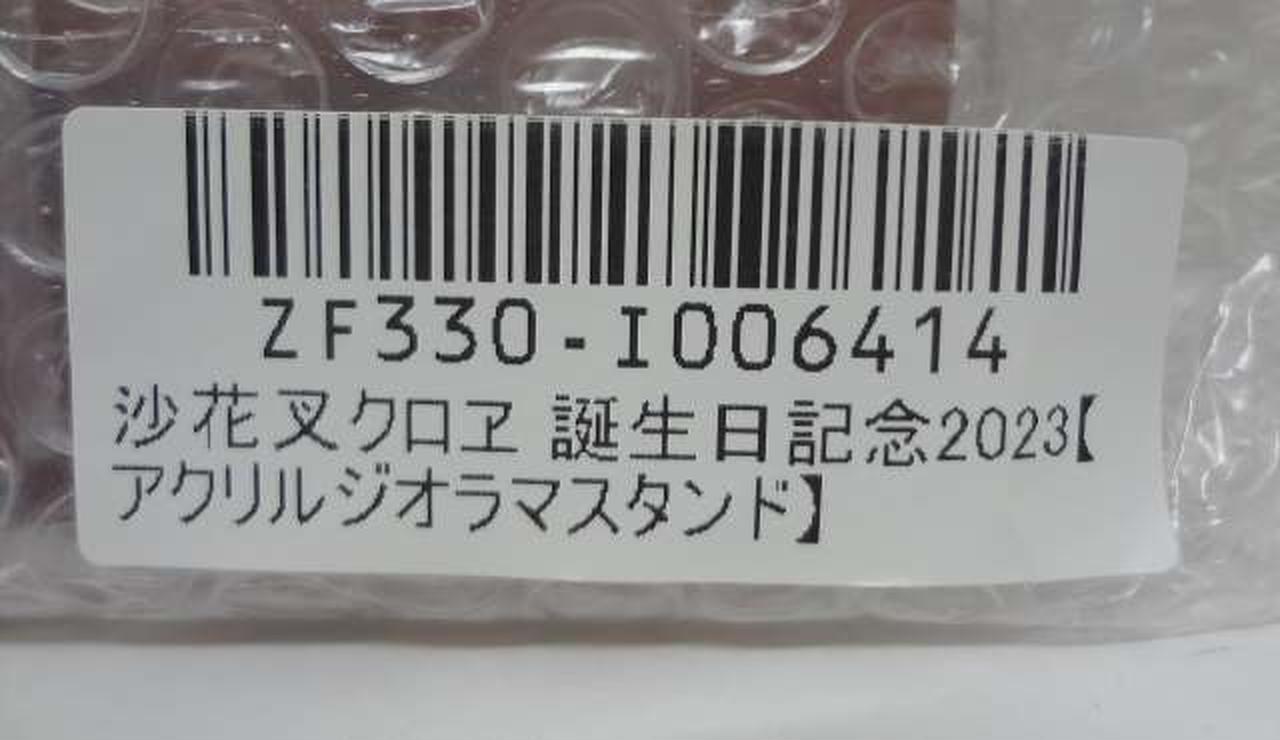 ZF330-I006414
沙花叉クロヱ 誕生日記念2023【
アクリルジオラマスタンド】